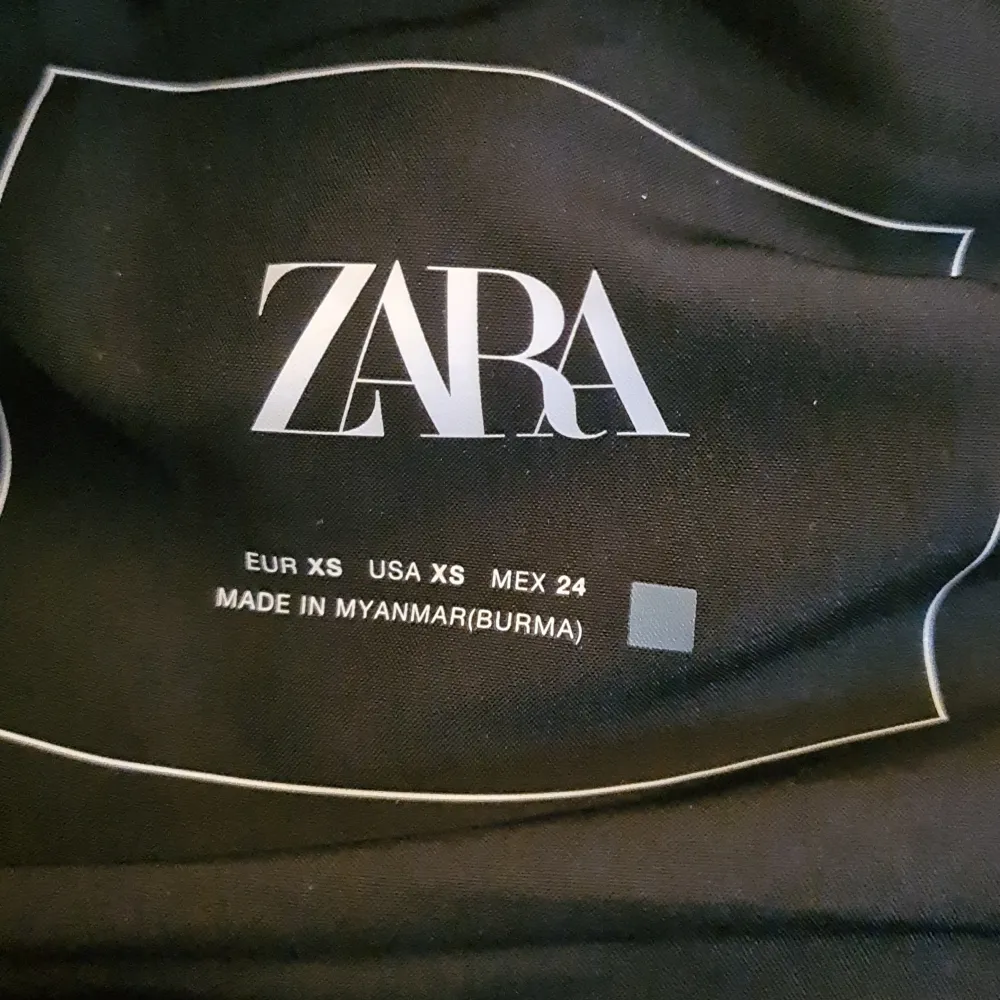 ZARA
EUR XS USA XS MEX 24
MADE IN MYANMAR(BURMA)